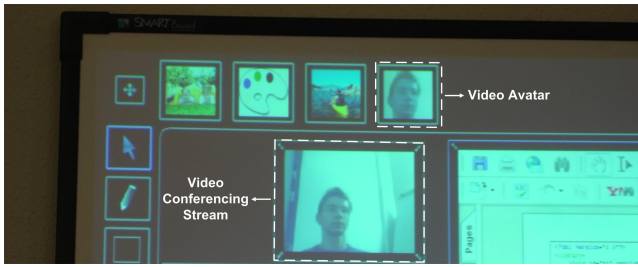 SMART Board
Video Avatar
Video
Conferencing
Stream
Pages